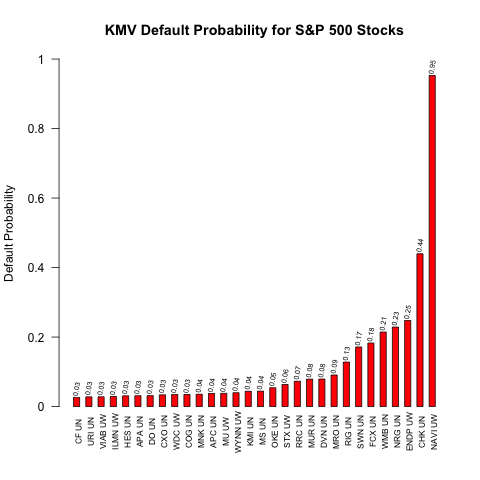 KMV Default Probability for S&P 500 Stocks
Default Probability
1
0.8
0.6
0.4
0.2
0
0.03
0.03
0.03
0.03
0.03
0.03
0.03
0.03
0.03
0.03
0.04
0.04
0.04
0.04
0.04
0.04
0.05
0.06
0.07
0.08
0.08
0.09
0.13
0.17
0.18
0.21
0.23
0.25
0.44
0.95
CF UN
URI UN
VIAB UW
ILMN UW
HES UN
APA UN
DO UN
CXO UN
WDC UW
COG UN
MNK UN
APC UN
MU UW
WYNN UW
KMI UN
MS UN
OKE UN
STX UW
RRC UN
MUR UN
DVN UN
MRO UN
RIG UN
SWN UN
FCX UN
WMB UN
NRG UN
ENDP UW
CHK UN
NAVI UW